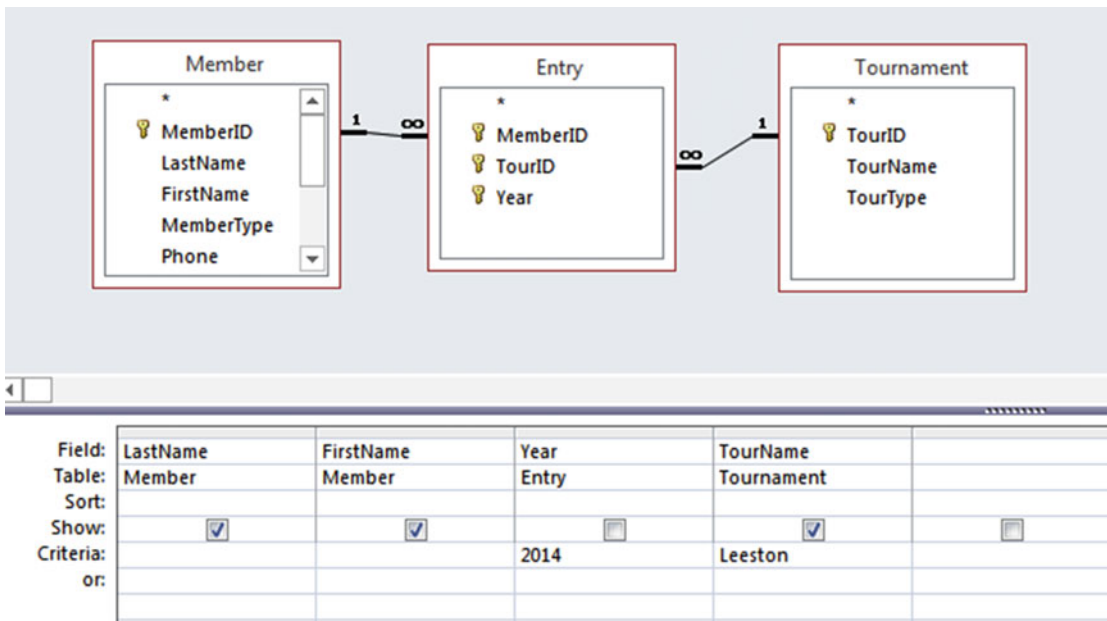 Member
*
MemberID
LastName
FirstName
MemberType
Phone
1
∞
Entry
*
MemberID
TourID
Year
∞
1
Tournament
*
TourID
TourName
TourType
Field: LastName FirstName Year TourName
Table: Member Member Entry Tournament
Sort:
Show:
Criteria: 2014 Leeston
or: